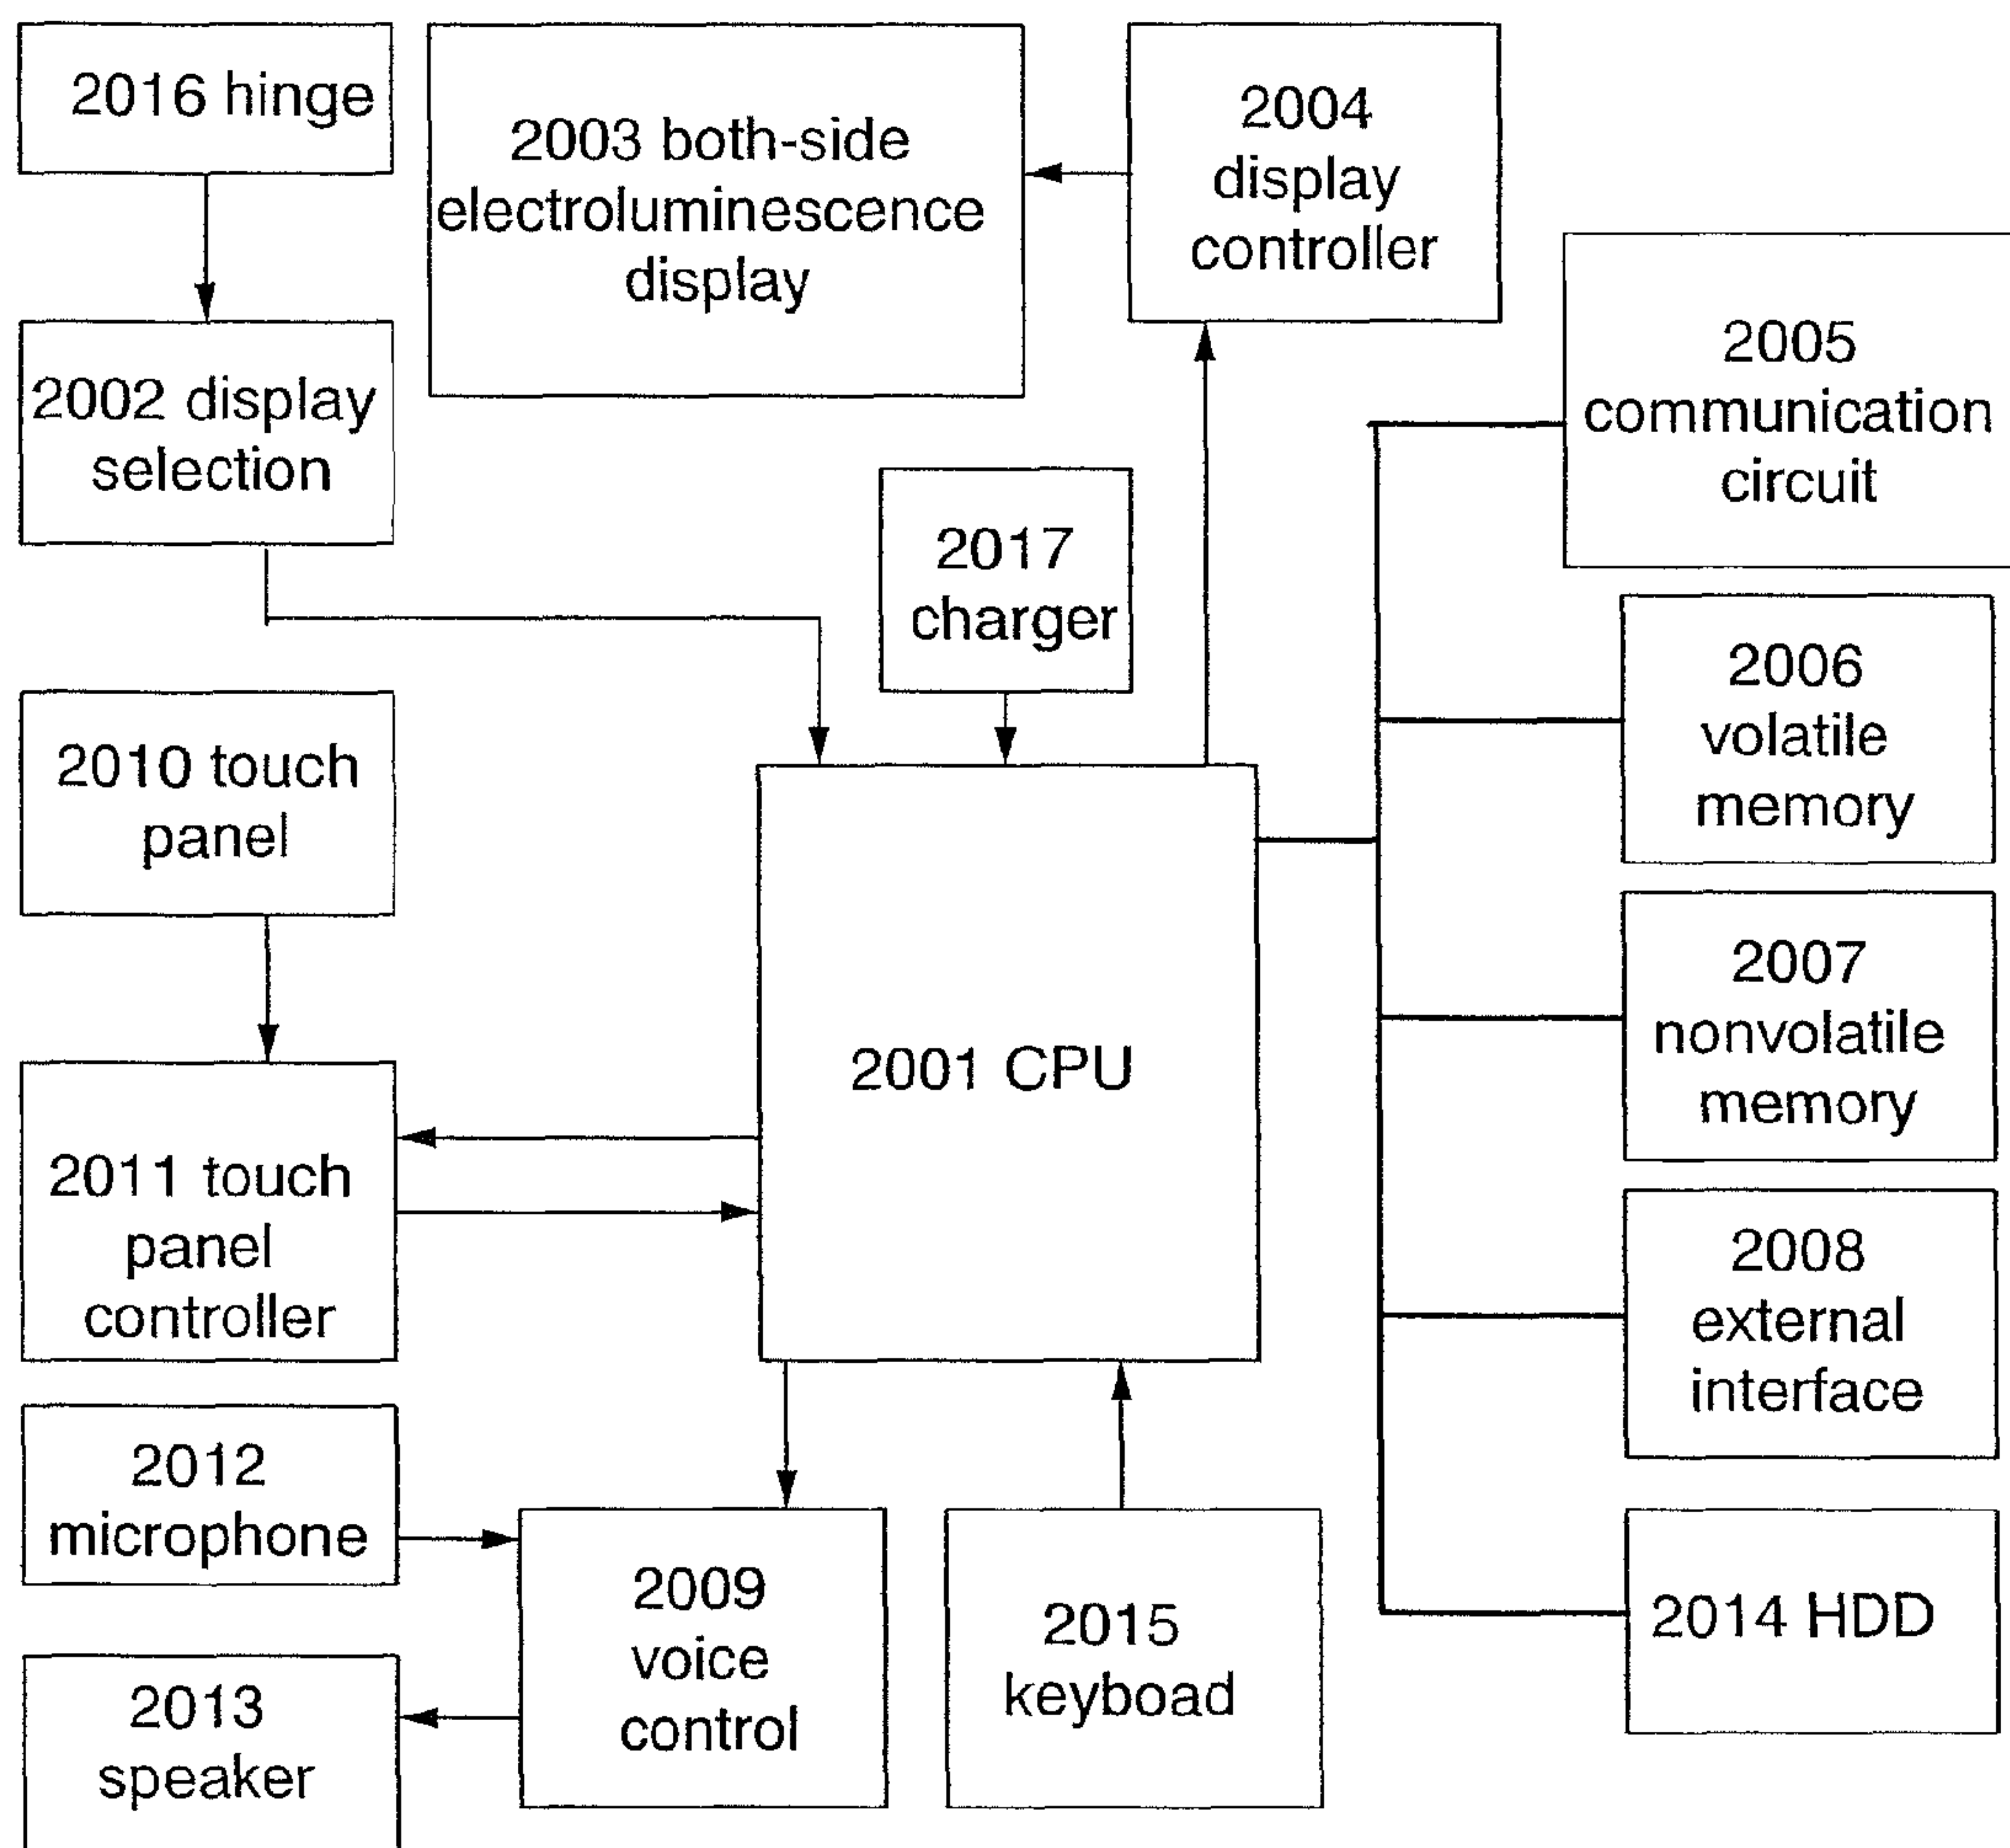 2016 hinge
2003 both-side
electroluminescence
display
2004
display
controller
2002 display
selection
2005
communication
circuit
2017
charger
2006
volatile
memory
2010 touch
panel
2001 CPU
2007
nonvolatile
memory
2011 touch
panel
controller
2008
external
interface
2012
microphone
2009
voice
control
2015
keyboad
2014 HDD
2013
speaker